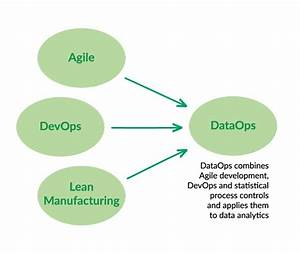 Agile
DevOps
DataOps
Lean
Manufacturing
DataOps combines
Agile development,
DevOps and statistical
process controls
and applies them
to data analytics